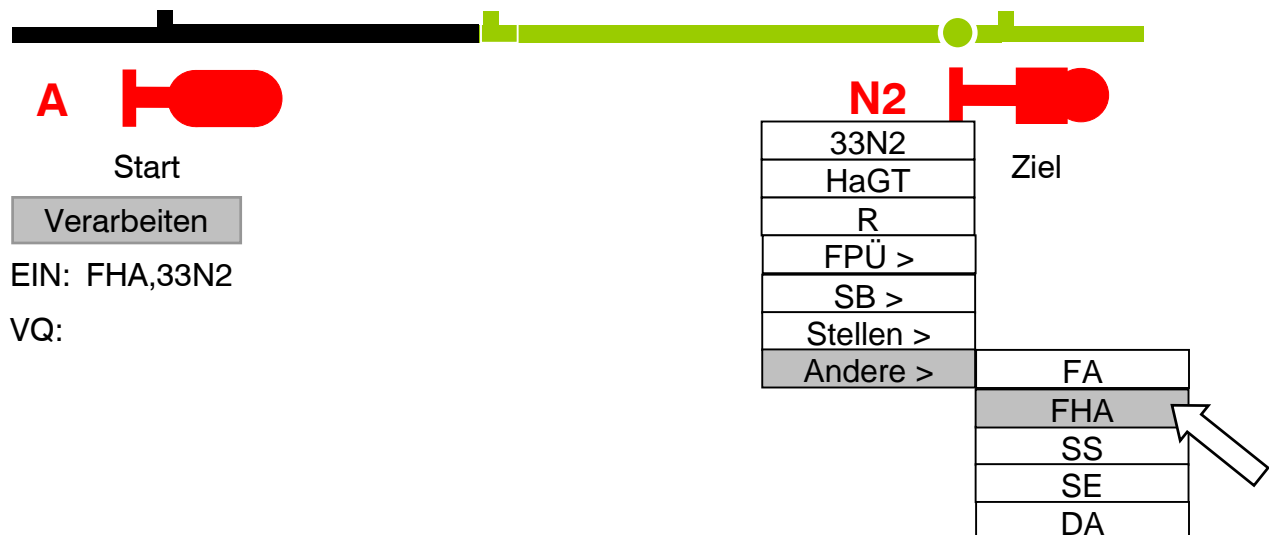 A
N2
33N2
Start
Ziel
HaGT
Verarbeiten
R
FPÜ >
EIN: FHA,33N2
SB >
VQ:
Stellen >
Andere >
FA
FHA
SS
SE
DA